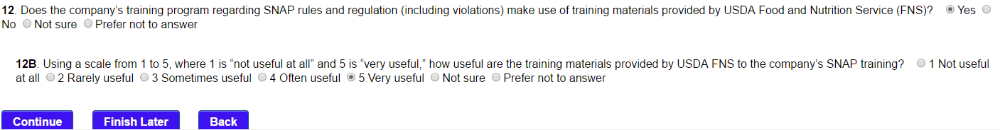 12. Does the company's training program regarding SNAP rules and regulation (including violations) make use of training materials provided by USDA Food and Nutrition Service (FNS)? Yes
No Not sure Prefer not to answer
12B. Using a scale from 1 to 5, where 1 is “not useful at all” and 5 is “very useful,” how useful are the training materials provided by USDA FNS to the company's SNAP training? 1 Not useful
at all 2 Rarely useful 3 Sometimes useful 4 Often useful 5 Very useful Not sure Prefer not to answer
Continue Finish Later Back